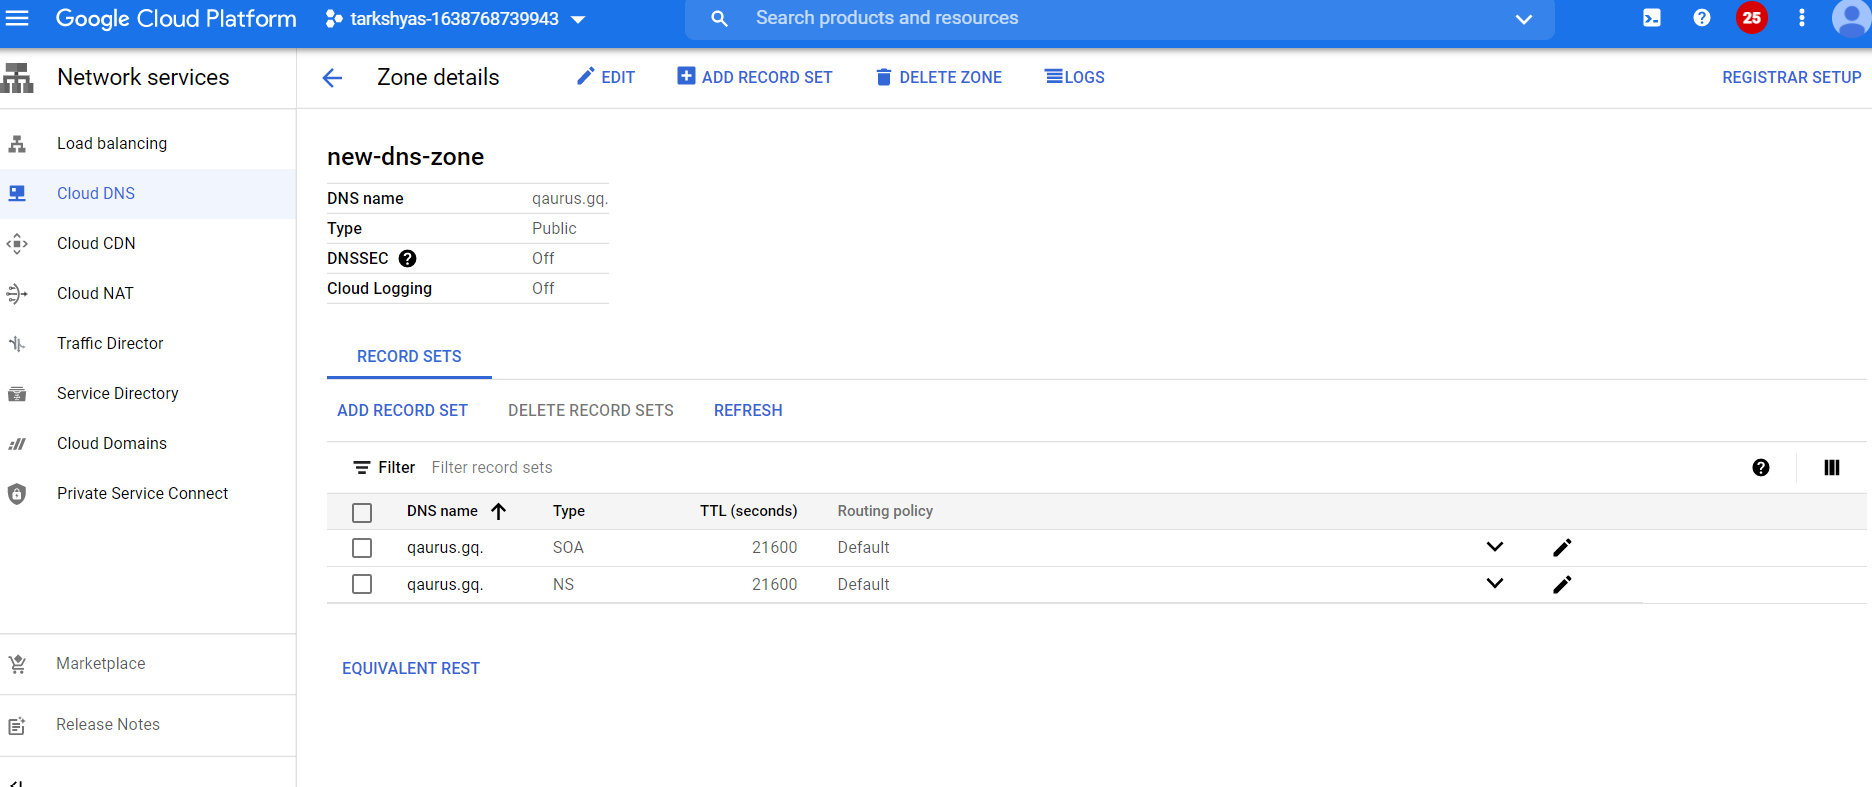 Google Cloud Platform
tarkshyas-1638768739943
Search products and resources
25
Network services
Zone details
EDIT
ADD RECORD SET
DELETE ZONE
LOGS
REGISTRAR SETUP
Load balancing
Cloud DNS
Cloud CDN
Cloud NAT
Traffic Director
Service Directory
Cloud Domains
Private Service Connect
Marketplace
Release Notes
new-dns-zone
DNS name qaurus.gq.
Type Public
DNSSEC Off
Cloud Logging Off
RECORD SETS
ADD RECORD SET DELETE RECORD SETS REFRESH
Filter Filter record sets
DNS name Type TTL (seconds) Routing policy
qaurus.gq. SOA 21600 Default
qaurus.gq. NS 21600 Default
EQUIVALENT REST